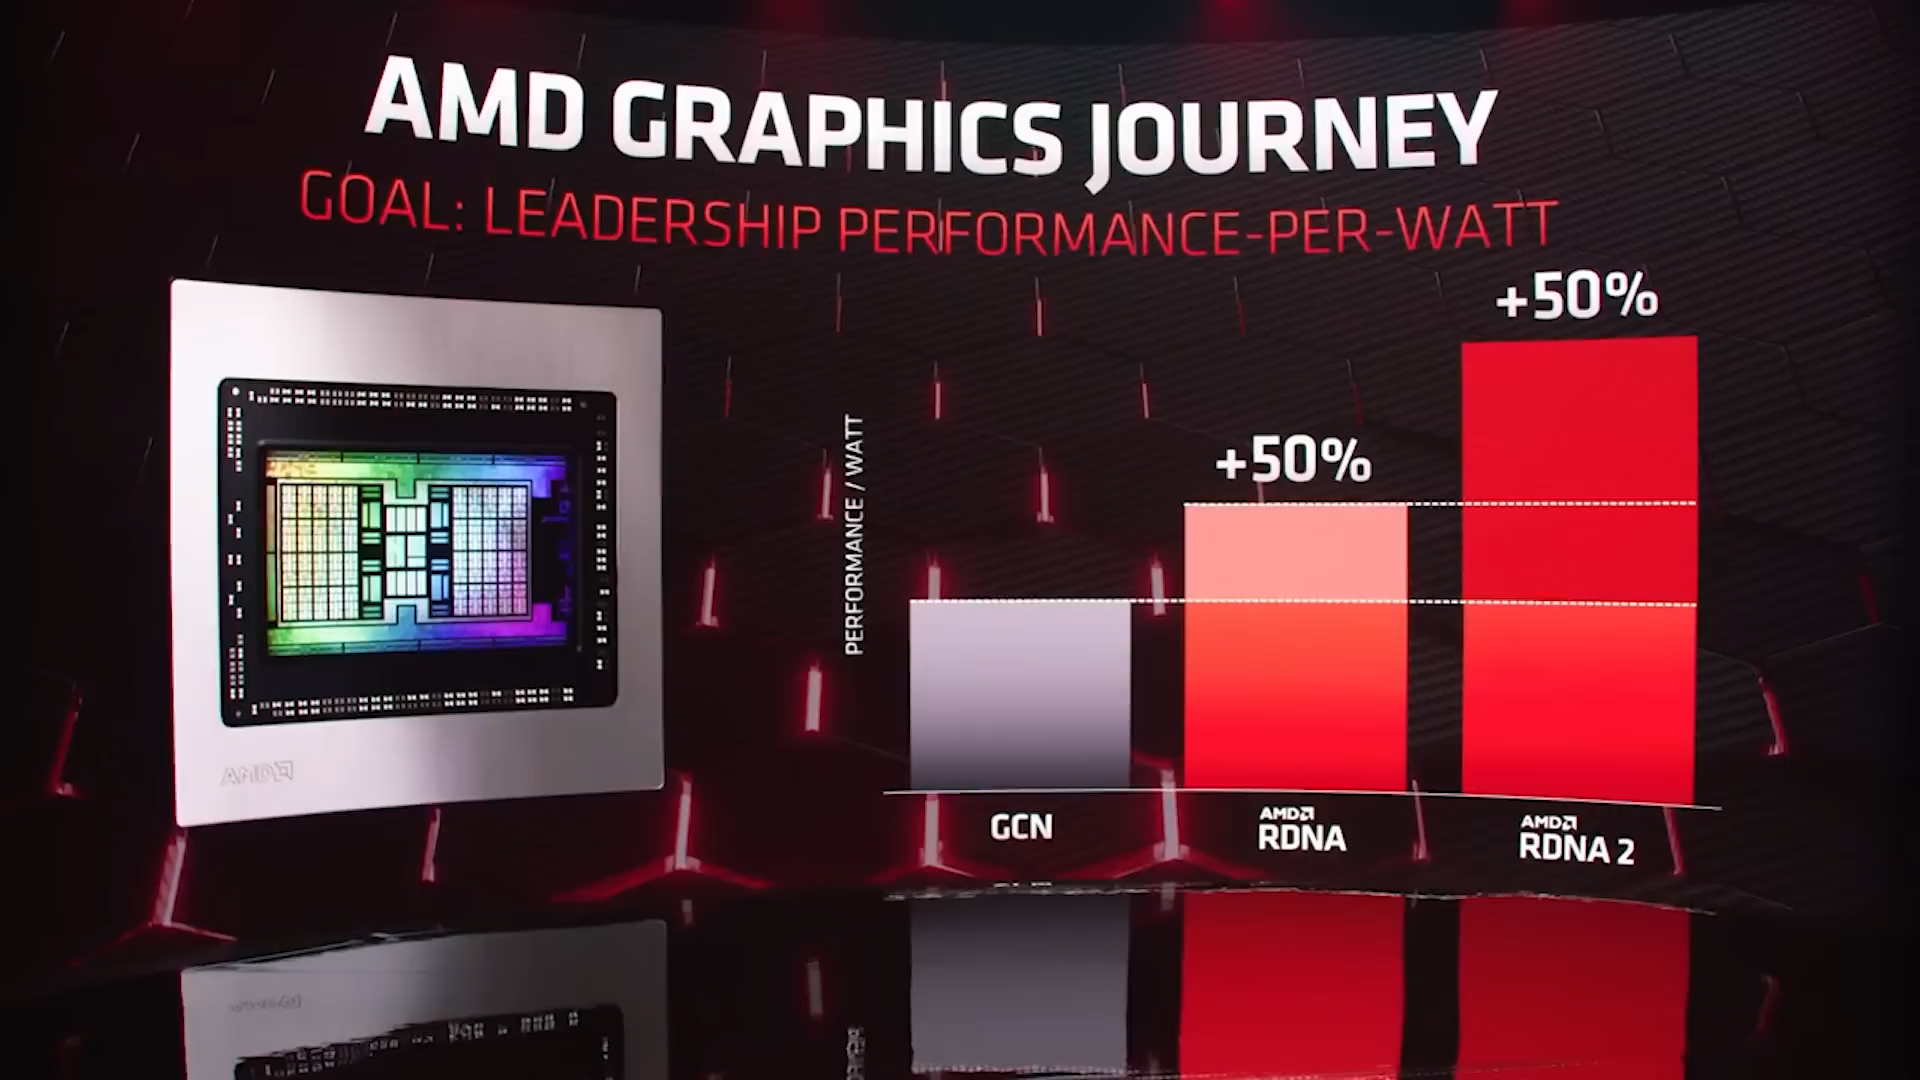 AMD GRAPHICS JOURNEY
GOAL: LEADERSHIP PERFORMANCE-PER-WATT
AMD
PERFORMANCE / WATT
+50%
+50%
GCN
AMD
RDNA
AMD
RDNA 2